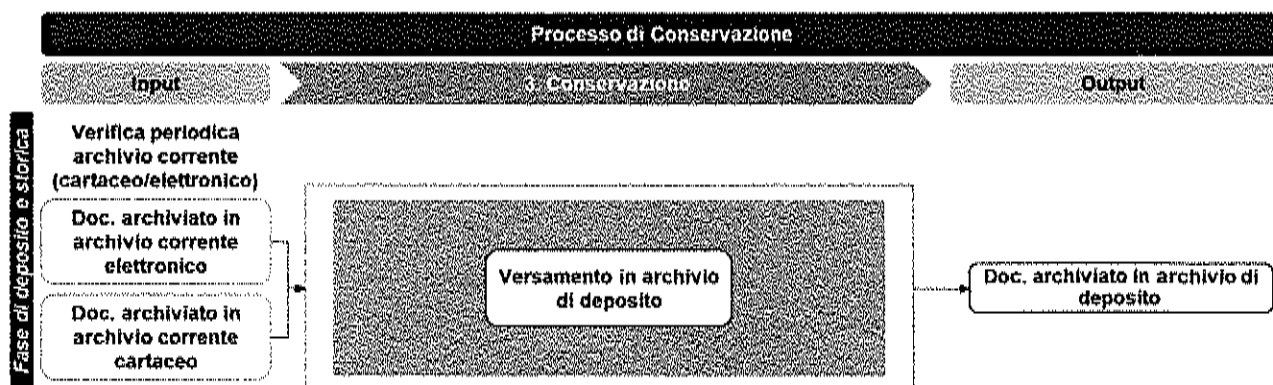 Processo di Conservazione
Input
3. Conservazione
Output
Fase di deposito e storica
Verifica periodica
archivio corrente
(cartaceo/elettronico)
Doc. archiviato in
archivio corrente
elettronico
Doc. archiviato in
archivio corrente
cartaceo
Versamento in archivio
di deposito
Doc. archiviato in archivio di
deposito